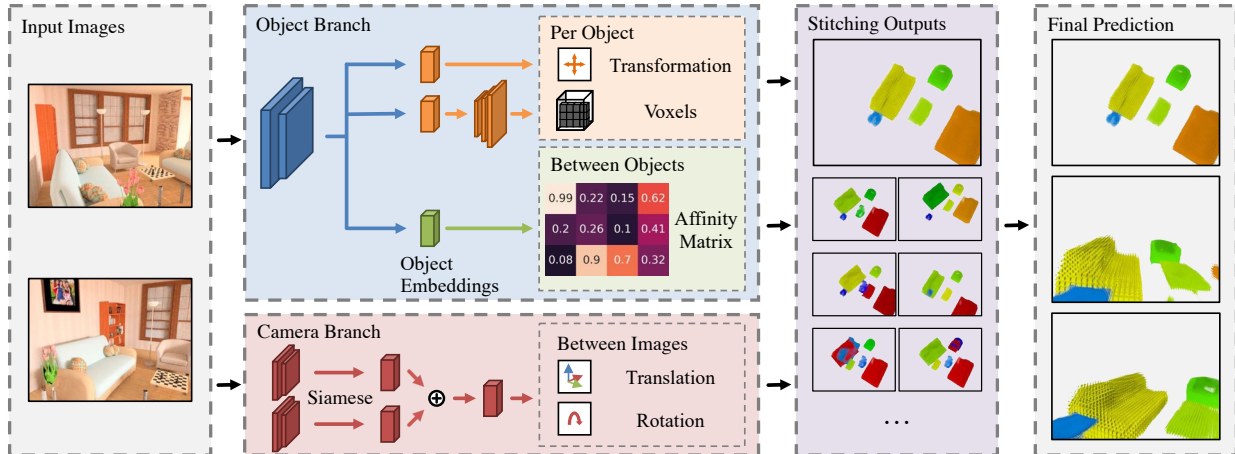 Input Images
Object Branch
Per Object
Transformation
Voxels
Between Objects
0.99 0.22 0.15 0.62
0.2 0.26 0.1 0.41
0.08 0.9 0.7 0.32
Affinity
Matrix
Object
Embeddings
Camera Branch
Siamese
Between Images
Translation
Rotation
Stitching Outputs
...
Final Prediction